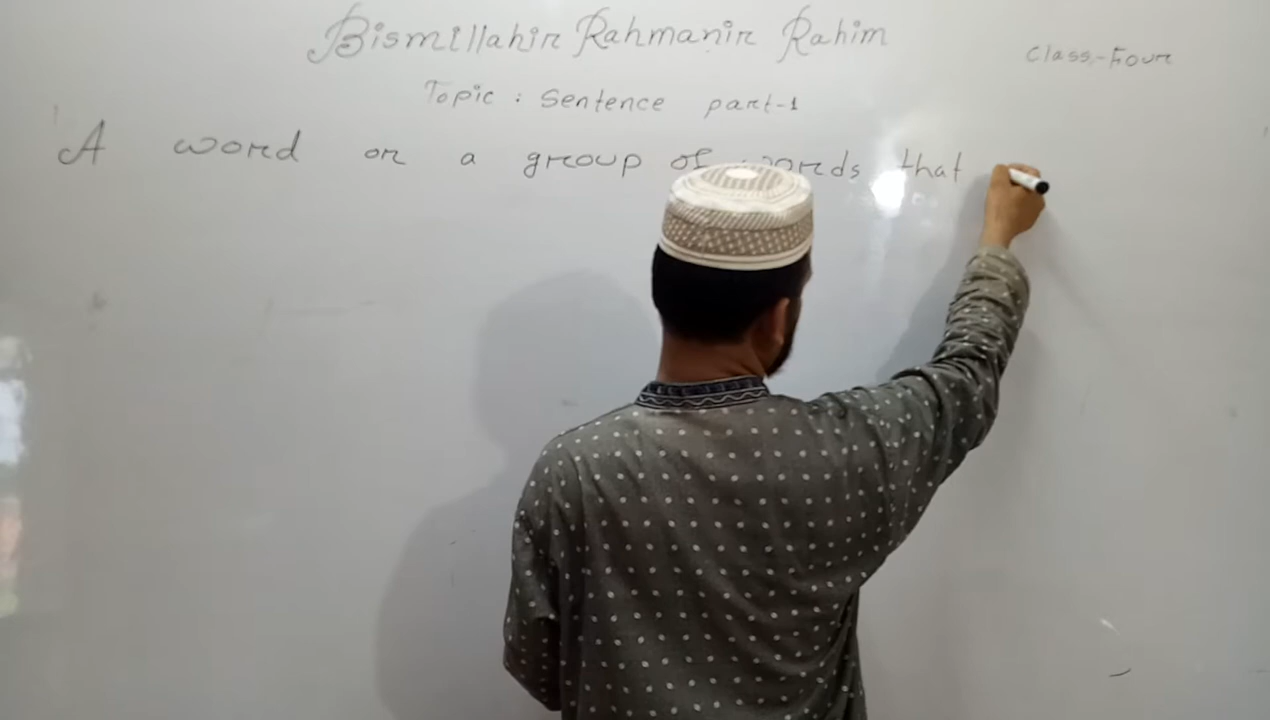 Bismillahir Rahmanir Rahim
Class-Four
Topic : Sentence part-1
A word or a group of words that